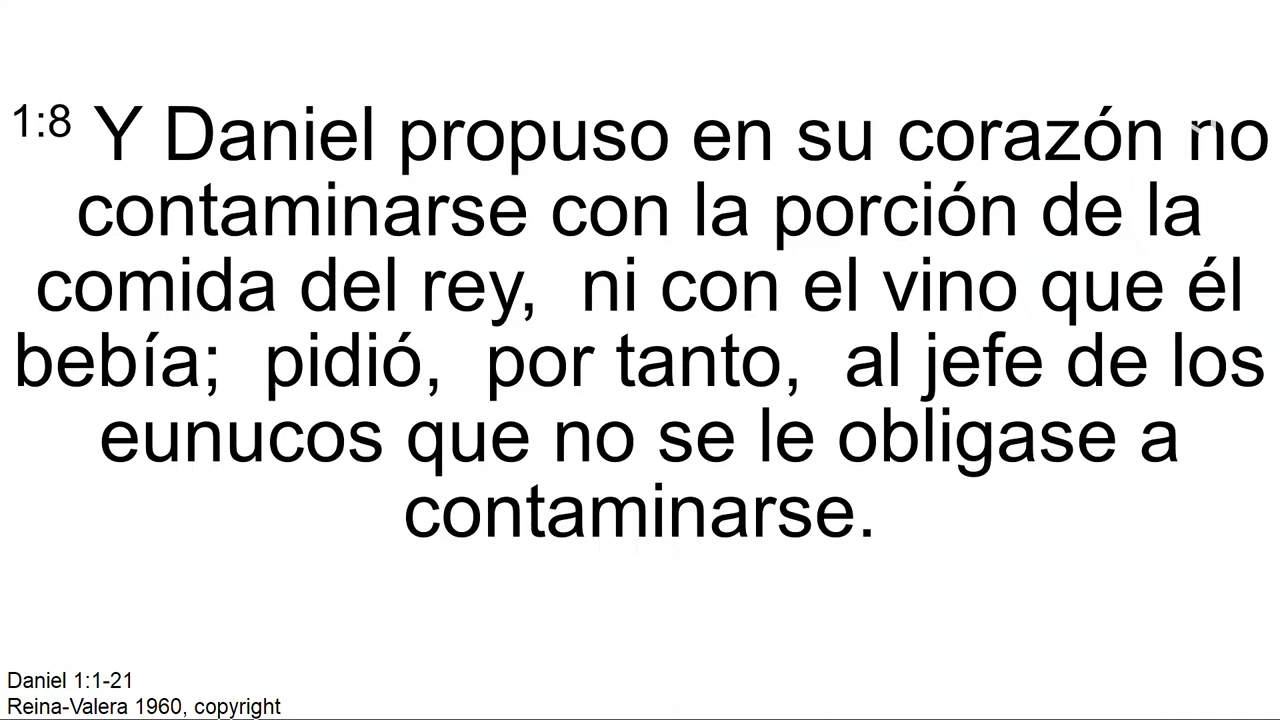 1:8 Y Daniel propuso en su corazón no
contaminarse con la porción de la
comida del rey,  ni con el vino que él
bebía;  pidió,  por tanto,  al jefe de los
eunucos que no se le obligase a
contaminarse.
Daniel 1:1-21
Reina-Valera 1960, copyright